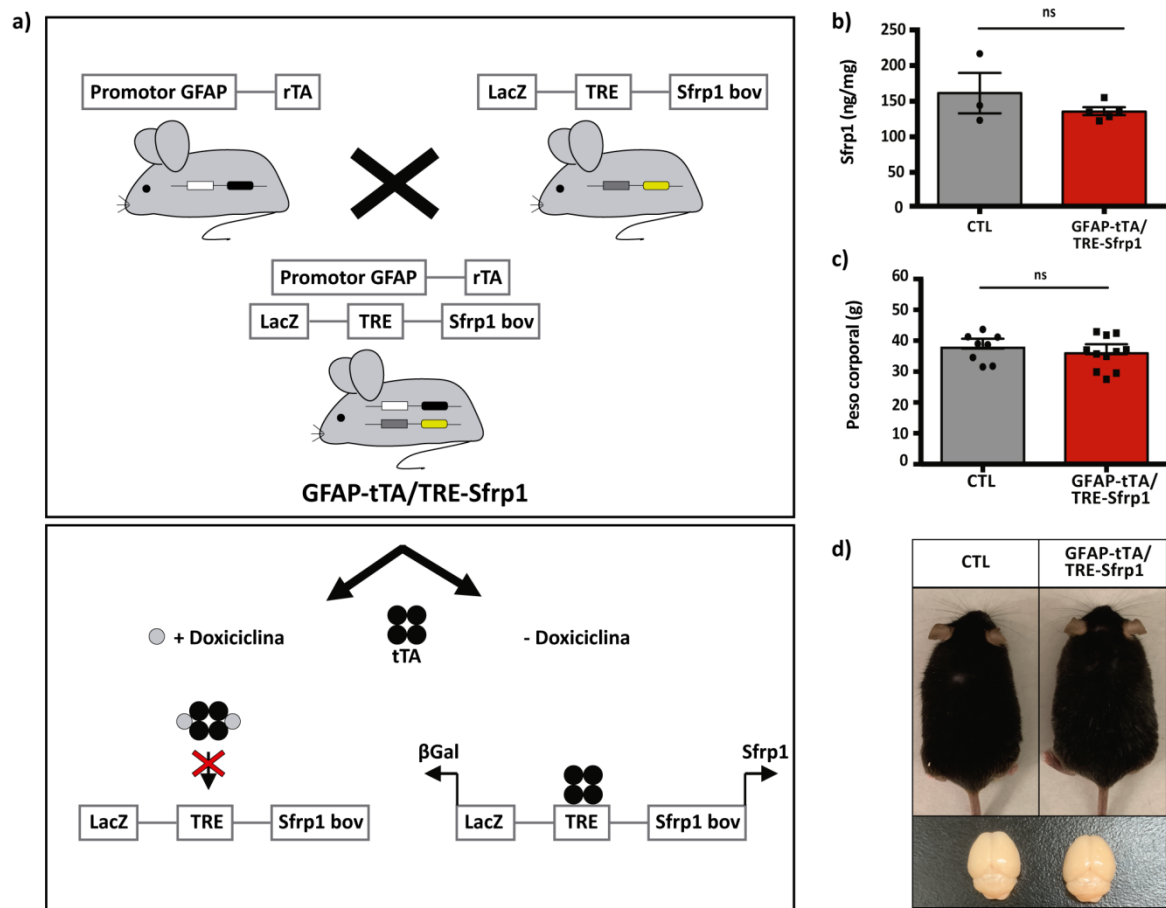 a)
Promotor GFAP
rTA
LacZ
TRE
Sfrp1 bov
Promotor GFAP
rTA
LacZ
TRE
Sfrp1 bov
GFAP-tTA/TRE-Sfrp1
+ Doxiciclina
tTA
- Doxiciclina
LacZ
TRE
Sfrp1 bov
βGal
Sfrp1
LacZ
TRE
Sfrp1 bov
b)
ns
Sfrp1 (ng/mg)
250
200
150
100
50
0
CTL
GFAP-tTA/
TRE-Sfrp1
c)
ns
Peso corporal (g)
60
50
40
30
20
10
0
CTL
GFAP-tTA/
TRE-Sfrp1
d)
CTL
GFAP-tTA/
TRE-Sfrp1